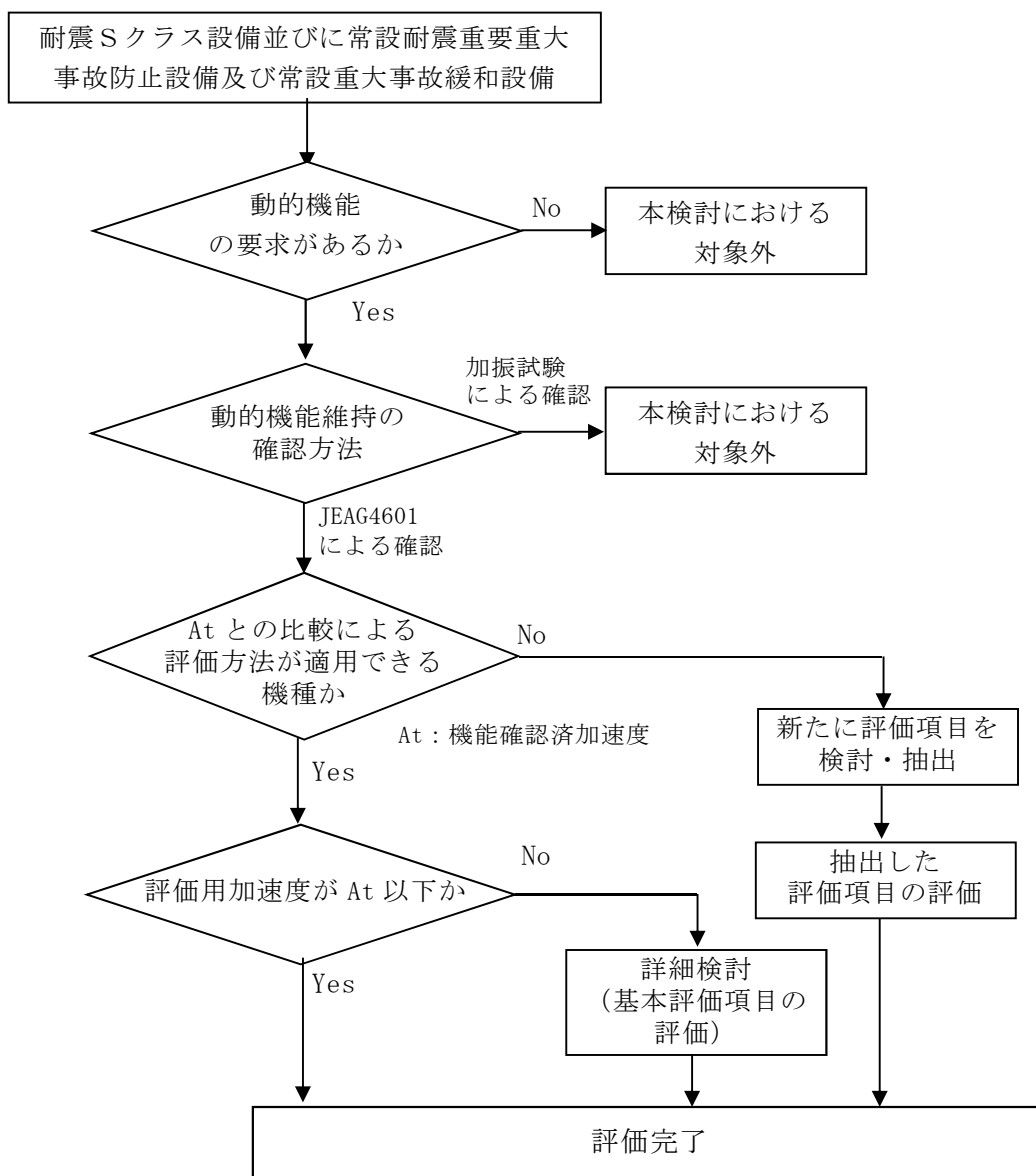 耐震Ｓクラス設備並びに常設耐震重要重大
事故防止設備及び常設重大事故緩和設備
動的機能
の要求があるか
No
本検討における
対象外
Yes
動的機能維持の
確認方法
加振試験
による確認
本検討における
対象外
JEAG4601
による確認
At との比較による
評価方法が適用できる
機種か
No
At：機能確認済加速度
新たに評価項目を
検討・抽出
Yes
評価用加速度が At 以下か
No
抽出した
評価項目の評価
Yes
詳細検討
（基本評価項目の
評価）
評価完了